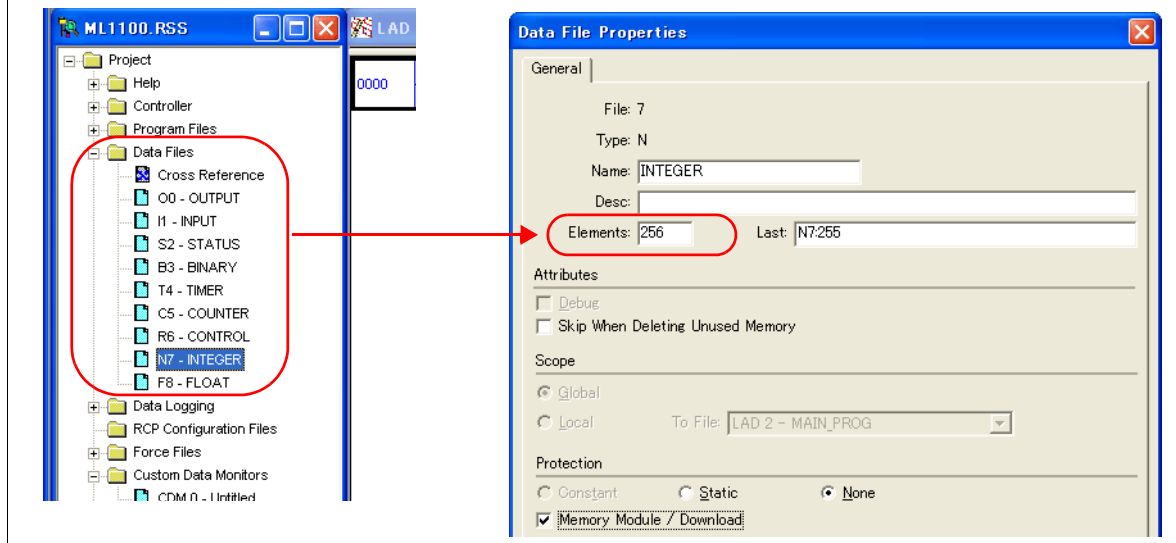 ML1100.RSS
LAD
Project
Help
Controller
Program Files
Data Files
Cross Reference
O0 - OUTPUT
I1 - INPUT
S2 - STATUS
B3 - BINARY
T4 - TIMER
C5 - COUNTER
R6 - CONTROL
N7 - INTEGER
F8 - FLOAT
Data Logging
RCP Configuration Files
Force Files
Custom Data Monitors
CDM 0 - Untitled
0000
Data File Properties
General
File: 7
Type: N
Name: INTEGER
Desc:
Elements: 256 Last: N7:255
Attributes
Debug
Skip When Deleting Unused Memory
Scope
Global
Local To File: LAD 2 - MAIN_PROG
Protection
Constant Static None
Memory Module / Download